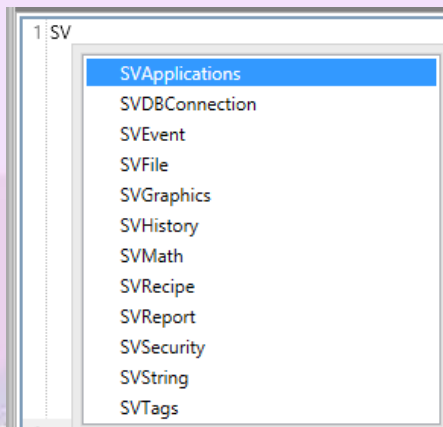 1 SV
SVApplications
SVDBConnection
SVEvent
SVFile
SVGraphics
SVHistory
SVMath
SVRecipe
SVReport
SVSecurity
SVString
SVTags